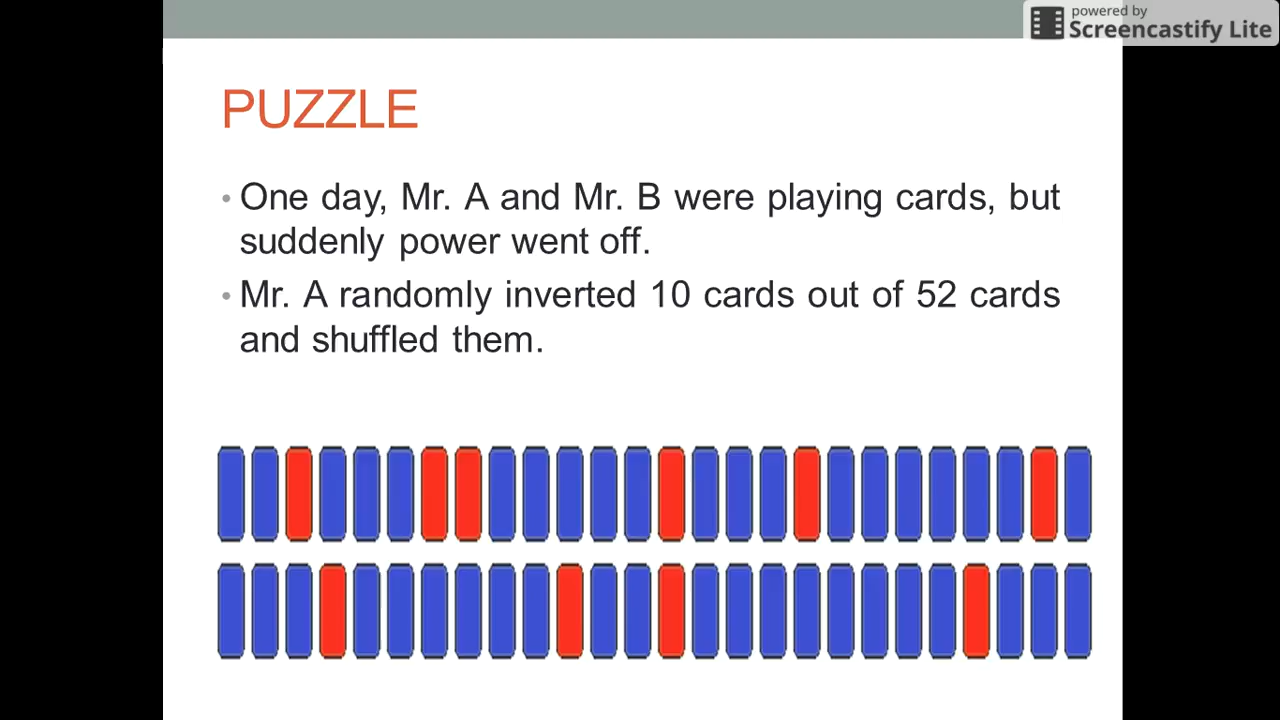 powered by
Screencastify Lite
PUZZLE
• One day, Mr. A and Mr. B were playing cards, but
suddenly power went off.
• Mr. A randomly inverted 10 cards out of 52 cards
and shuffled them.